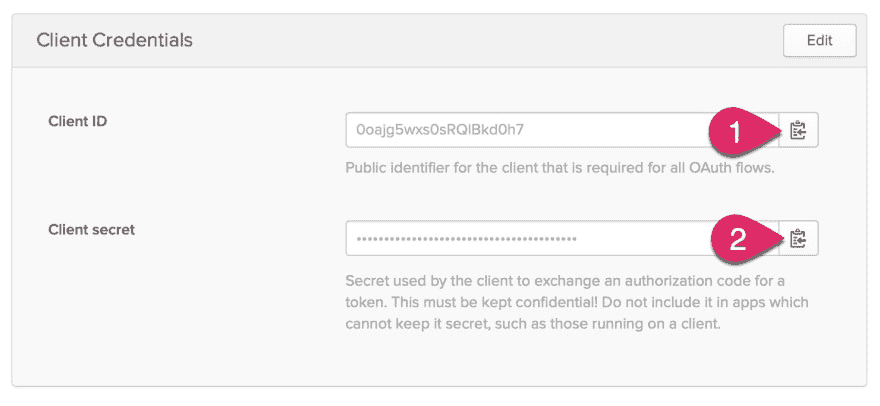 Client Credentials
Edit
Client ID
0oajg5wxs0sRQlBkd0h7
1
Public identifier for the client that is required for all OAuth flows.
Client secret
••••••••••••••••••••••••••••••••••••••••
2
Secret used by the client to exchange an authorization code for a
token. This must be kept confidential! Do not include it in apps which
cannot keep it secret, such as those running on a client.